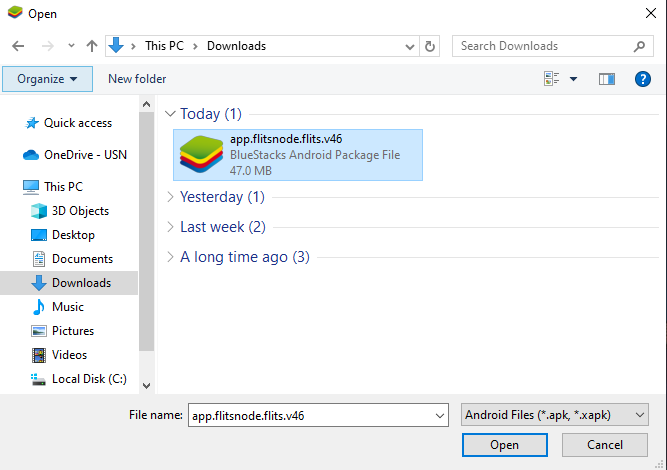 Open
This PC
Downloads
Search Downloads
Organize
New folder
Quick access
OneDrive - USN
This PC
3D Objects
Desktop
Documents
Downloads
Music
Pictures
Videos
Local Disk (C:)
Today (1)
app.flitsnode.flits.v46
BlueStacks Android Package File
47.0 MB
Yesterday (1)
Last week (2)
A long time ago (3)
File name:
app.flitsnode.flits.v46
Android Files (*.apk, *.xapk)
Open
Cancel